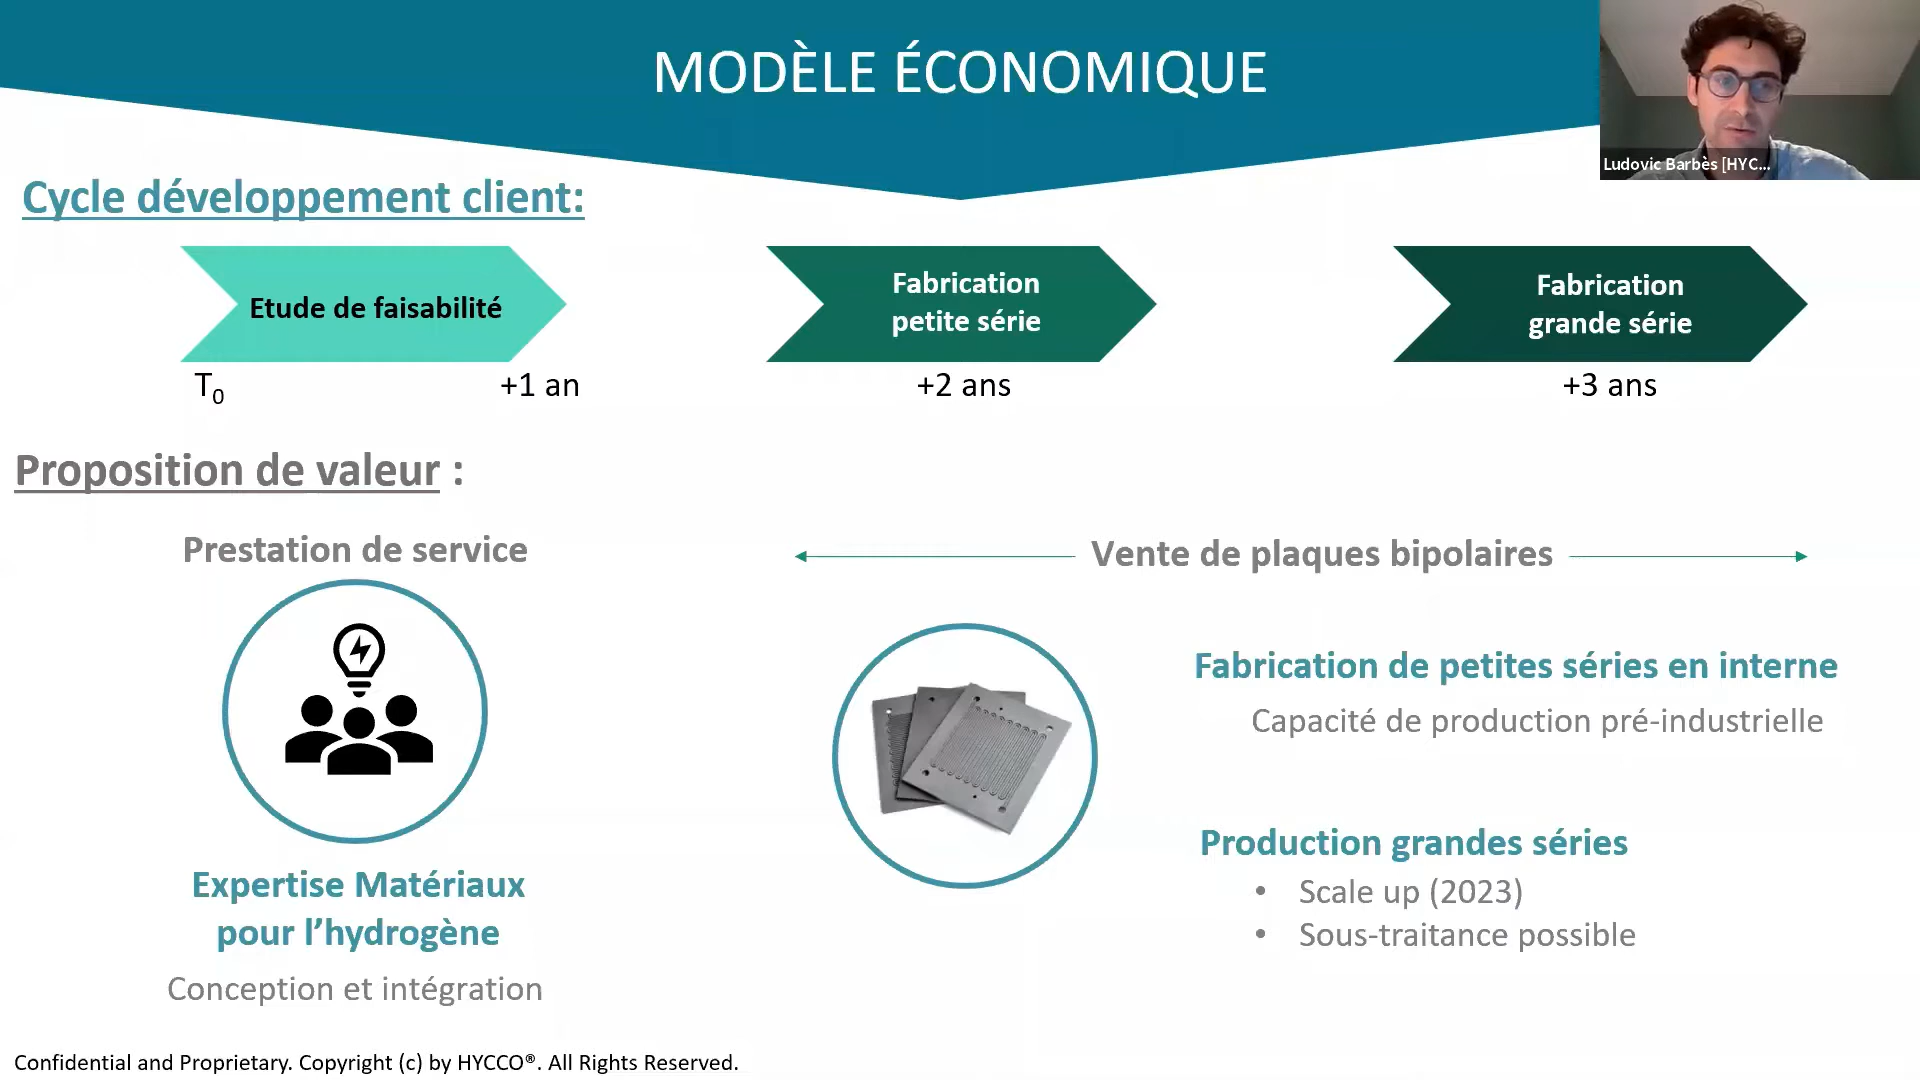 MODÈLE ÉCONOMIQUE
Ludovic Barbès [HYC...
Cycle développement client:
Etude de faisabilité
Fabrication
petite série
Fabrication
grande série
T0
+1 an
+2 ans
+3 ans
Proposition de valeur :
Prestation de service
Vente de plaques bipolaires
Fabrication de petites séries en interne
Capacité de production pré-industrielle
Production grandes séries
• Scale up (2023)
• Sous-traitance possible
Expertise Matériaux
pour l’hydrogène
Conception et intégration
Confidential and Proprietary. Copyright (c) by HYCCO®. All Rights Reserved.